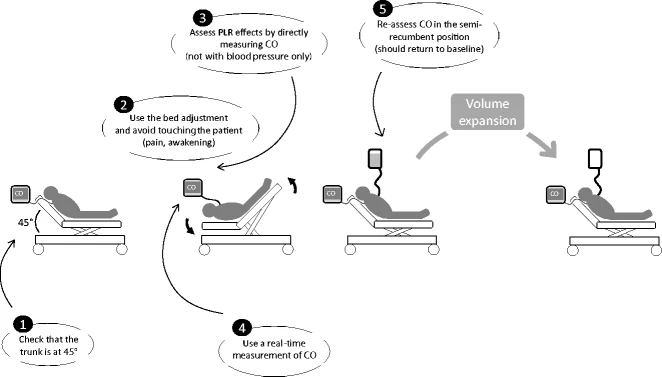 3
Assess PLR effects by directly
measuring CO
(not with blood pressure only)
5
Re-assess CO in the semi-
recumbent position
(should return to baseline)
2
Use the bed adjustment
and avoid touching the patient
(pain, awakening)
Volume
expansion
CO
CO
CO
CO
45°
1
Check that the
trunk is at 45°
4
Use a real-time
measurement of CO